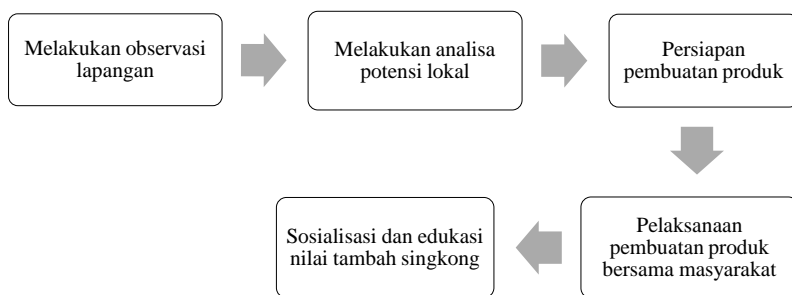 Melakukan observasi
lapangan
Melakukan analisa
potensi lokal
Persiapan
pembuatan produk
Pelaksanaan
pembuatan produk
bersama masyarakat
Sosialisasi dan edukasi
nilai tambah singkong